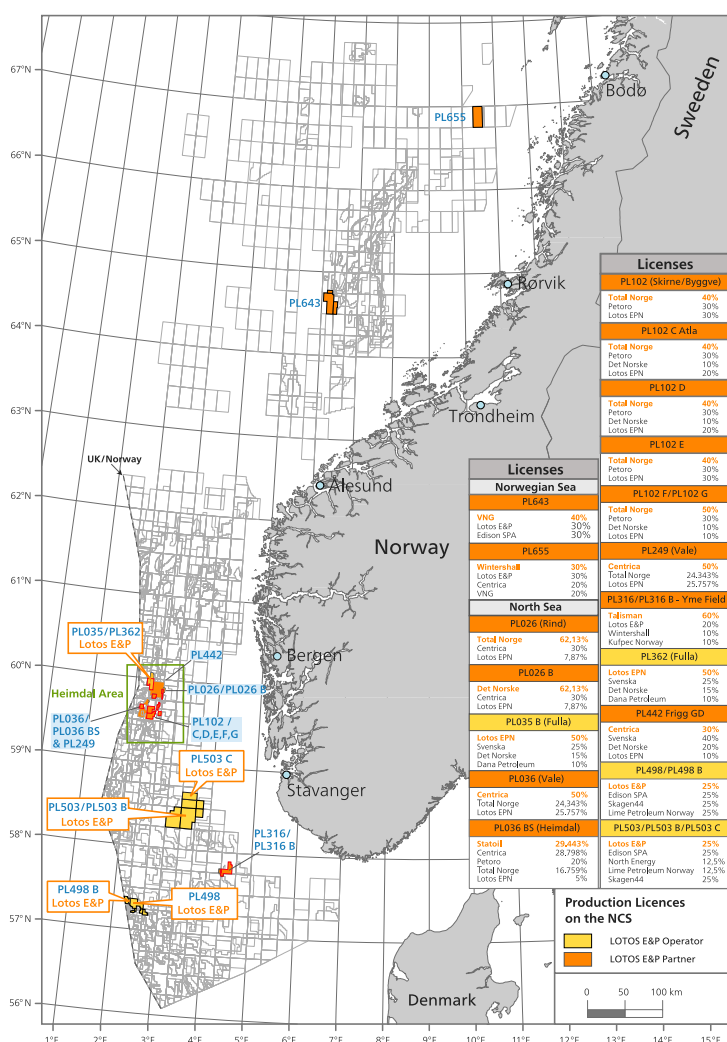 67°N
66°N
65°N
64°N
63°N
62°N
61°N
60°N
59°N
58°N
57°N
56°N
1°E
2°E
3°E
4°E
5°E
6°E
7°E
8°E
9°E
10°E
11°E
12°E
13°E
14°E
15°E
Bodø
Sweeden
PL655
Rørvik
PL643
Trondheim
UK/Norway
Ålesund
Norway
PL035/PL362
Lotos E&P
PL442
Bergen
Heimdal Area
PL026/PL026 B
PL036/
PL036 BS
& PL249
PL102 /
C,D,E,F,G
PL503 C
Lotos E&P
Stavanger
PL503/PL503 B
Lotos E&P
PL316/
PL316 B
PL498 B
Lotos E&P
PL498
Lotos E&P
Denmark
Licenses
Norwegian Sea
PL643
VNG 40%
Lotos E&P 30%
Edison SPA 30%
PL655
Wintershall 30%
Lotos E&P 30%
Centrica 20%
VNG 20%
North Sea
PL026 (Rind)
Total Norge 62,13%
Centrica 30%
Lotos EPN 7,87%
PL026 B
Det Norske 62,13%
Centrica 30%
Lotos EPN 7,87%
PL035 B (Fulla)
Lotos EPN 50%
Svenska 25%
Det Norske 15%
Dana Petroleum 10%
PL036 (Vale)
Centrica 50%
Total Norge 24,343%
Lotos EPN 25.757%
PL036 BS (Heimdal)
Statoil 29,443%
Centrica 28.798%
Petoro 20%
Total Norge 16.759%
Lotos EPN 5%
Licenses
PL102 (Skirne/Byggve)
Total Norge 40%
Petoro 30%
Lotos EPN 30%
PL102 C Atla
Total Norge 40%
Petoro 30%
Det Norske 10%
Lotos EPN 20%
PL102 D
Total Norge 40%
Petoro 30%
Det Norske 10%
Lotos EPN 20%
PL102 E
Total Norge 40%
Petoro 30%
Lotos EPN 30%
PL102 F/PL102 G
Total Norge 50%
Petoro 30%
Det Norske 10%
Lotos EPN 10%
PL249 (Vale)
Centrica 50%
Total Norge 24.343%
Lotos EPN 25.757%
PL316/PL316 B - Yme Field
Talisman 60%
Lotos E&P 20%
Wintershall 10%
Kufpec Norway 10%
PL362 (Fulla)
Lotos EPN 50%
Svenska 25%
Det Norske 15%
Dana Petroleum 10%
PL442 Frigg GD
Centrica 30%
Svenska 40%
Det Norske 20%
Lotos EPN 10%
PL498/PL498 B
Lotos E&P 25%
Edison SPA 25%
Skagen44 25%
Lime Petroleum Norway 25%
PL503/PL503 B/PL503 C
Lotos E&P 25%
Edison SPA 25%
North Energy 12,5%
Lime Petroleum Norway 12,5%
Skagen44 25%
Production Licences
on the NCS
LOTOS E&P Operator
LOTOS E&P Partner
0 50 100 km